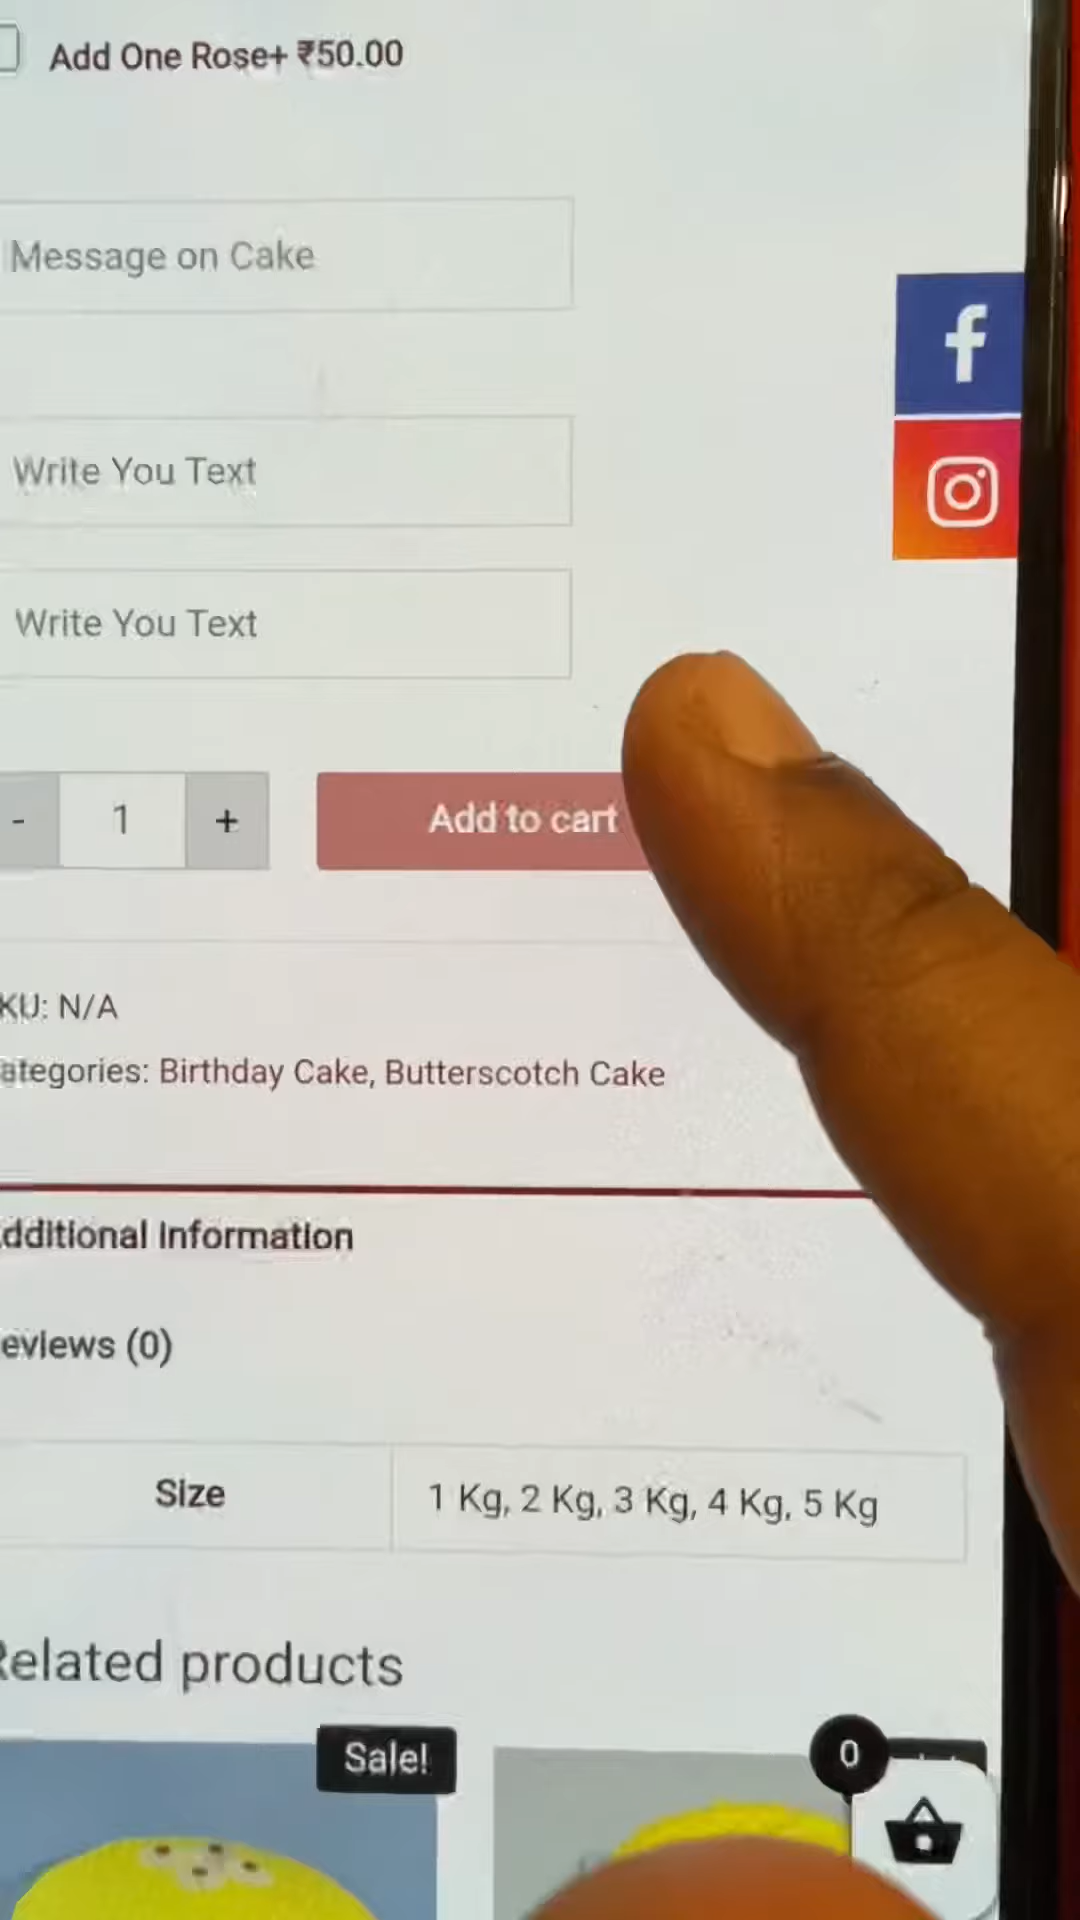 Add One Rose+ ₹50.00
Message on Cake
Write You Text
Write You Text
- 1 + Add to cart
KU: N/A
ategories: Birthday Cake, Butterscotch Cake
dditional Information
eviews (0)
Size 1 Kg, 2 Kg, 3 Kg, 4 Kg, 5 Kg
Related products
Sale!
0